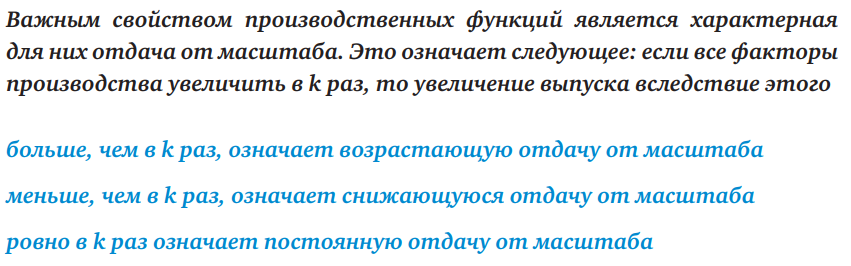 Важным свойством производственных функций является характерная
для них отдача от масштаба. Это означает следующее: если все факторы
производства увеличить в k раз, то увеличение выпуска вследствие этого
больше, чем в k раз, означает возрастающую отдачу от масштаба
меньше, чем в k раз, означает снижающуюся отдачу от масштаба
ровно в k раз означает постоянную отдачу от масштаба